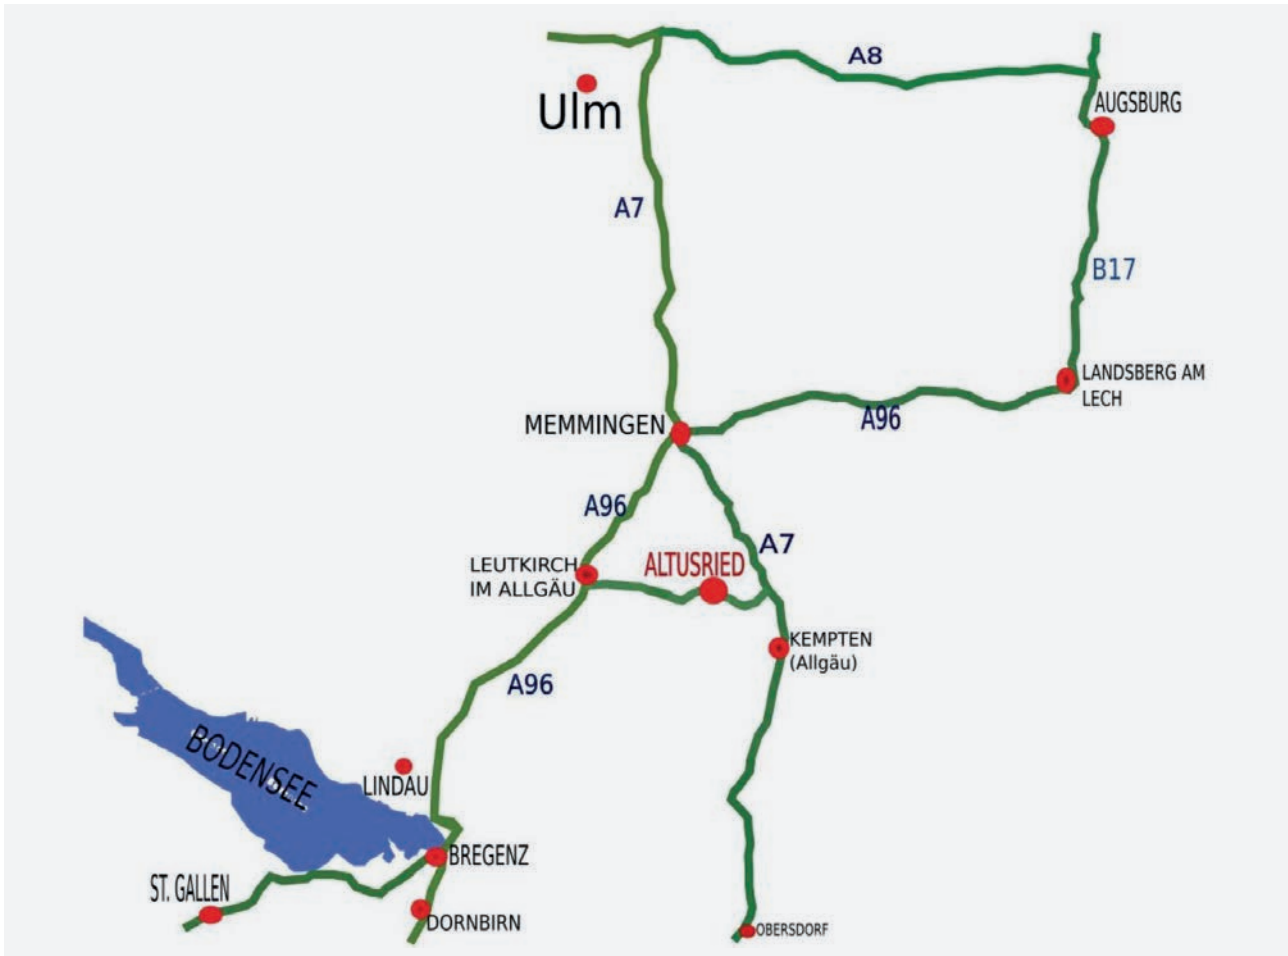 A8
Ulm
AUGSBURG
A7
B17
LANDSBERG AM
LECH
MEMMINGEN
A96
A96
A7
LEUTKIRCH
IM ALLGÄU
ALTUSRIED
KEMPTEN
(Allgäu)
A96
BODENSEE
LINDAU
BREGENZ
ST. GALLEN
DORNBIRN
OBERSDORF